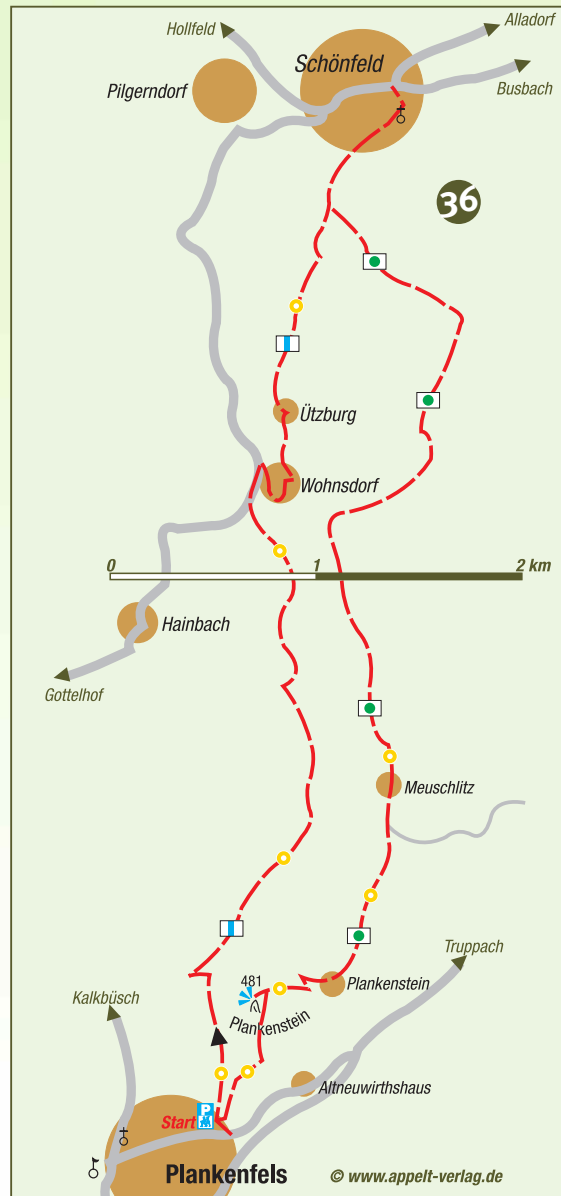 Hollfeld
Alladorf
Schönfeld
Pilgerndorf
Busbach
36
Ützburg
Wohnsdorf
0 1 2 km
Hainbach
Gottelhof
Meuschlitz
Truppach
481
Plankenstein
Kalkbüsch
Plankenstein
Altneuwirthshaus
P
Start
Plankenfels
© www.appelt-verlag.de